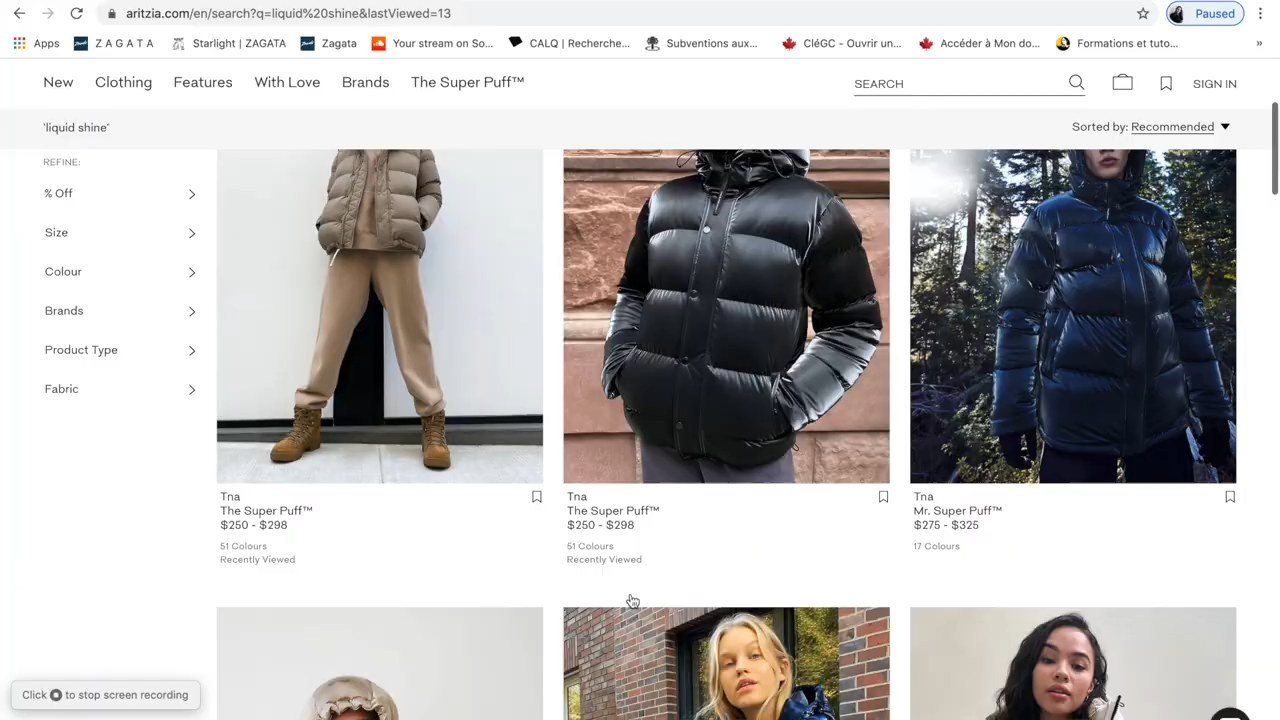 aritzia.com/en/search?q=liquid%20shine&lastViewed=13
Paused
Apps
Z A G A T A
Starlight | ZAGATA
Zagata
Your stream on So...
CALQ | Recherche...
Subventions aux...
CléGC - Ouvrir un...
Accéder à Mon do...
Formations et tuto...
»
New
Clothing
Features
With Love
Brands
The Super Puff™
SEARCH
SIGN IN
'liquid shine'
Sorted by: Recommended
REFINE:
% Off
Size
Colour
Brands
Product Type
Fabric
Tna
The Super Puff™
$250 - $298
51 Colours
Recently Viewed
Tna
The Super Puff™
$250 - $298
51 Colours
Recently Viewed
Tna
Mr. Super Puff™
$275 - $325
17 Colours
Click to stop screen recording